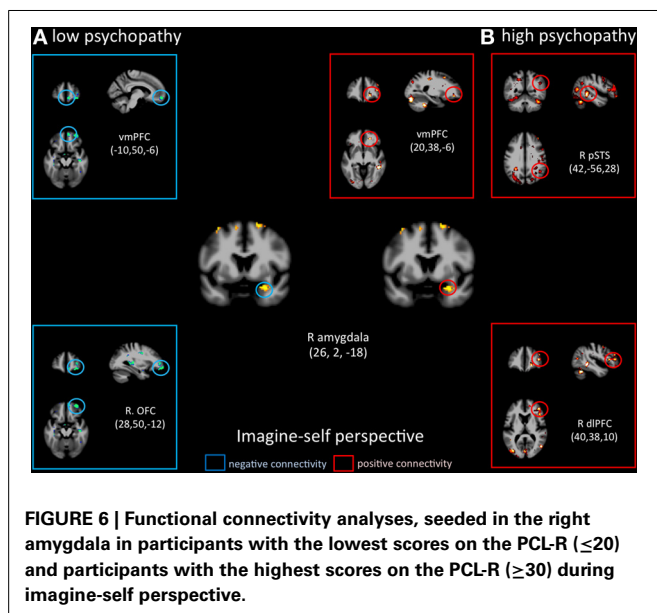 A low psychopathy
B high psychopathy
vmPFC
(-10,50,-6)
vmPFC
(20,38,-6)
R pSTS
(42,-56,28)
R amygdala
(26, 2, -18)
R. OFC
(28,50,-12)
R dlPFC
(40,38,10)
Imagine-self perspective
negative connectivity
positive connectivity
FIGURE 6 | Functional connectivity analyses, seeded in the right
amygdala in participants with the lowest scores on the PCL-R (≤20)
and participants with the highest scores on the PCL-R (≥30) during
imagine-self perspective.